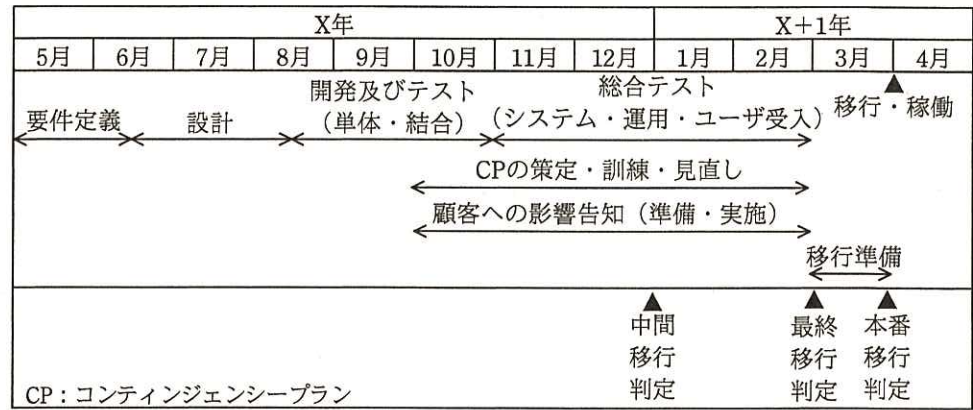 X年 X+1年
5月 6月 7月 8月 9月 10月 11月 12月 1月 2月 3月 4月
開発及びテスト 総合テスト
要件定義 設計 (単体・結合) (システム・運用・ユーザ受入) 移行・稼働
CPの策定・訓練・見直し
顧客への影響告知(準備・実施)
移行準備
中間 最終 本番
移行 移行 移行
判定 判定 判定
CP:コンティンジェンシープラン